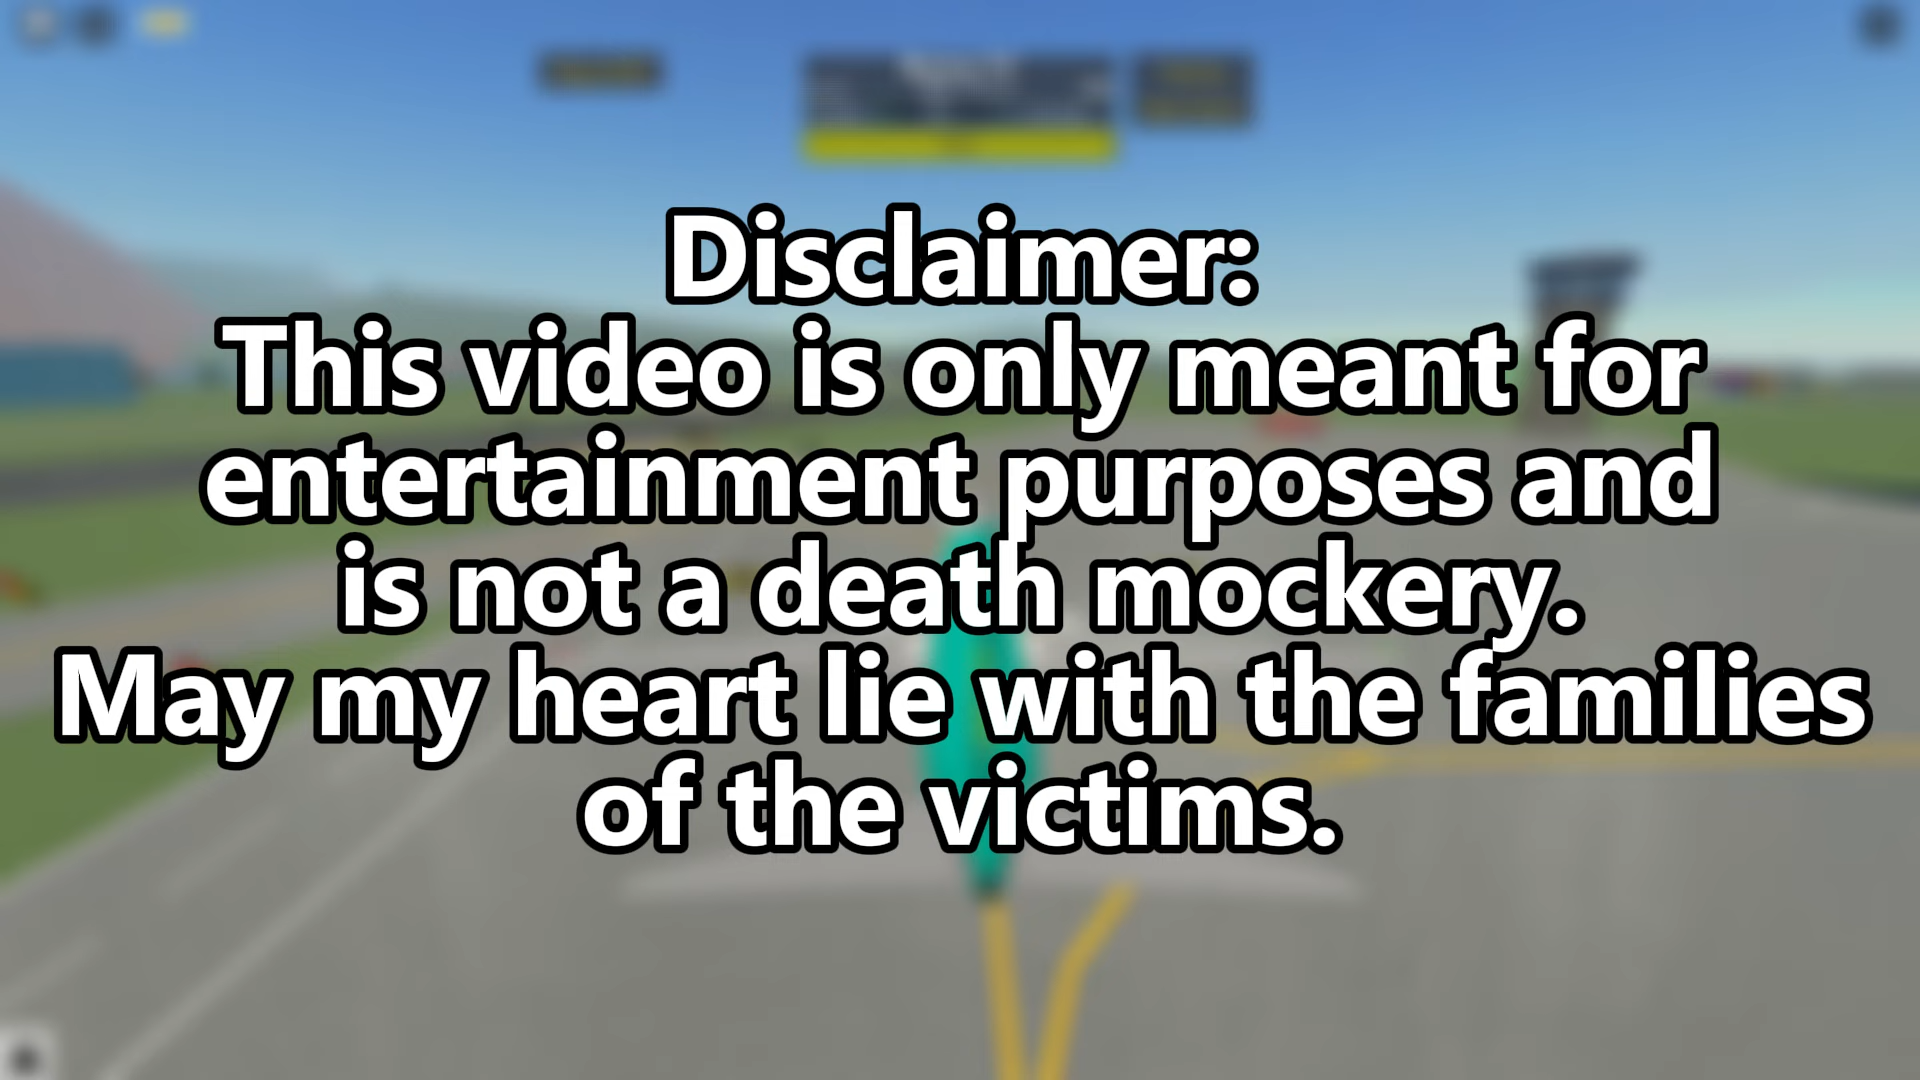 Disclaimer:
This video is only meant for
entertainment purposes and
is not a death mockery.
May my heart lie with the families
of the victims.